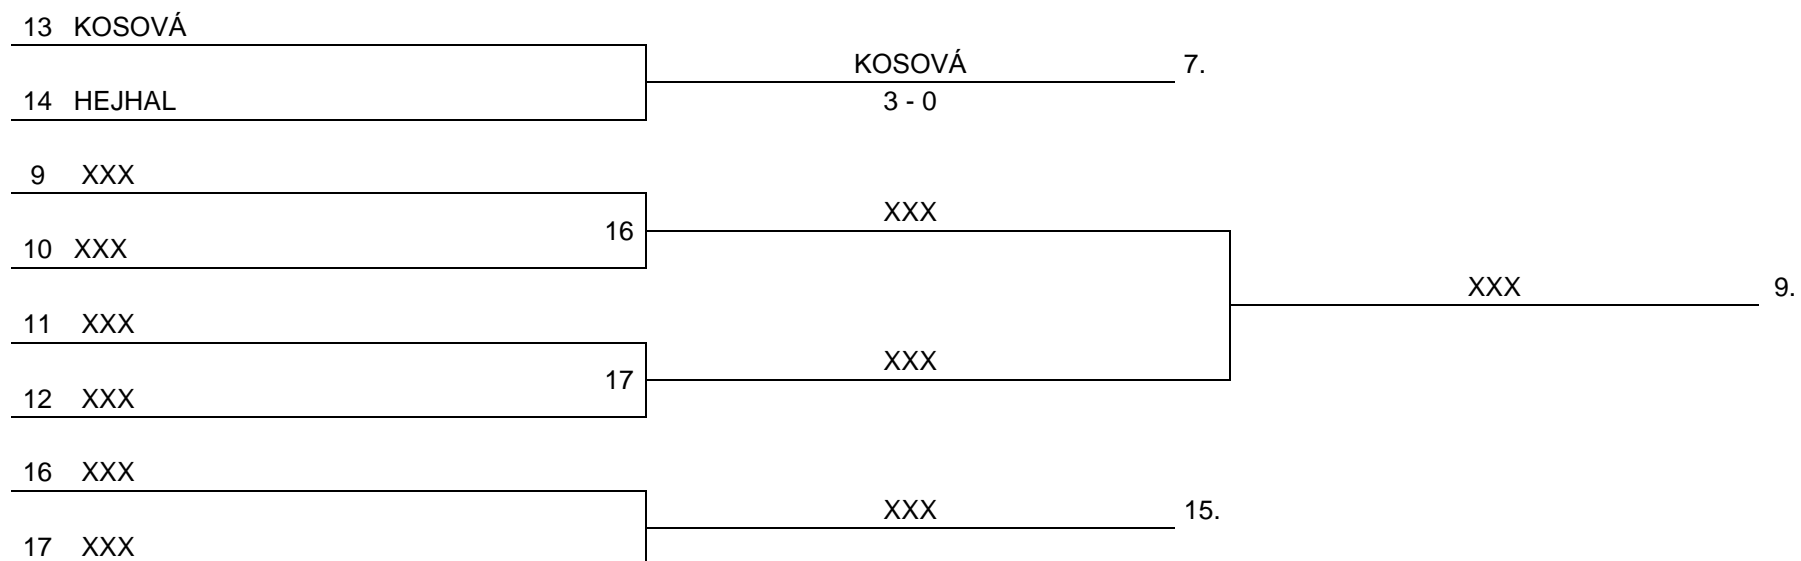 13 KOSOVÁ
KOSOVÁ 7.
14 HEJHAL
3 - 0
9 XXX
XXX
16
10 XXX
XXX 9.
11 XXX
XXX
17
12 XXX
16 XXX
XXX 15.
17 XXX